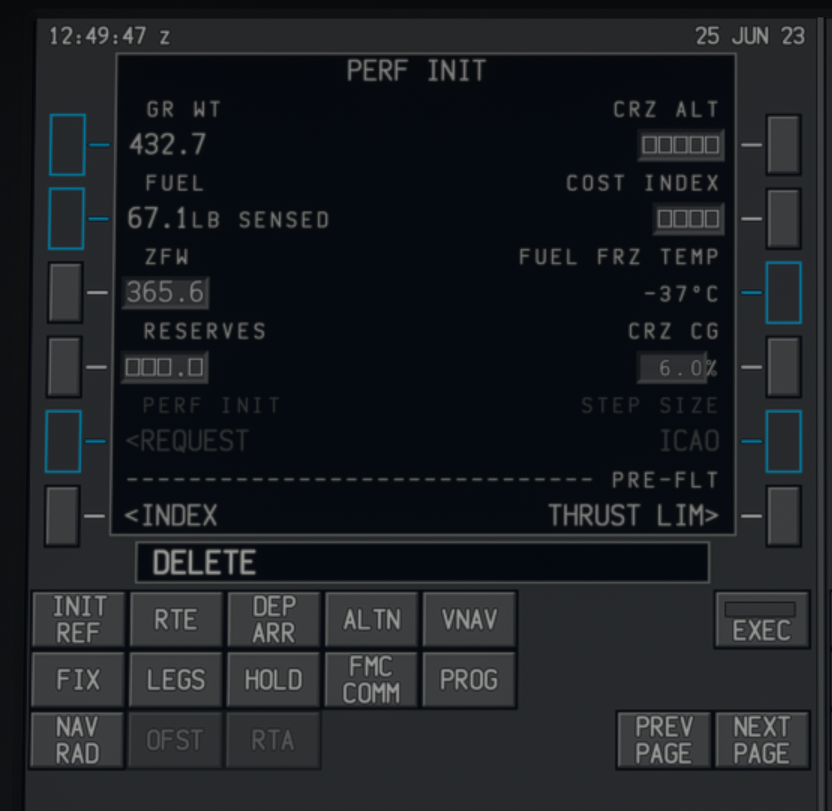 12:49:47 z 25 JUN 23
PERF INIT
GR WT CRZ ALT
432.7 □□□□□
FUEL COST INDEX
67.1LB SENSED □□□□
ZFW FUEL FRZ TEMP
365.6 -37°C
RESERVES CRZ CG
□□□.□ 6.0%
PERF INIT STEP SIZE
<REQUEST ICAO
-------------------------------- PRE-FLT
<INDEX THRUST LIM>
DELETE
INIT REF RTE DEP ARR ALTN VNAV EXEC
FIX LEGS HOLD FMC COMM PROG
NAV RAD OFST RTA PREV PAGE NEXT PAGE